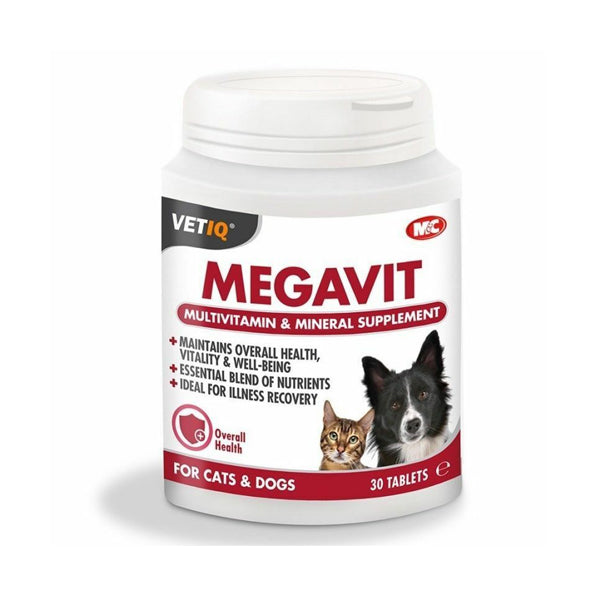 VETIQ®
M&C
MEGAVIT
MULTIVITAMIN & MINERAL SUPPLEMENT
+ MAINTAINS OVERALL HEALTH,
VITALITY & WELL-BEING
+ ESSENTIAL BLEND OF NUTRIENTS
+ IDEAL FOR ILLNESS RECOVERY
Overall
Health
FOR CATS & DOGS
30 TABLETS ℮